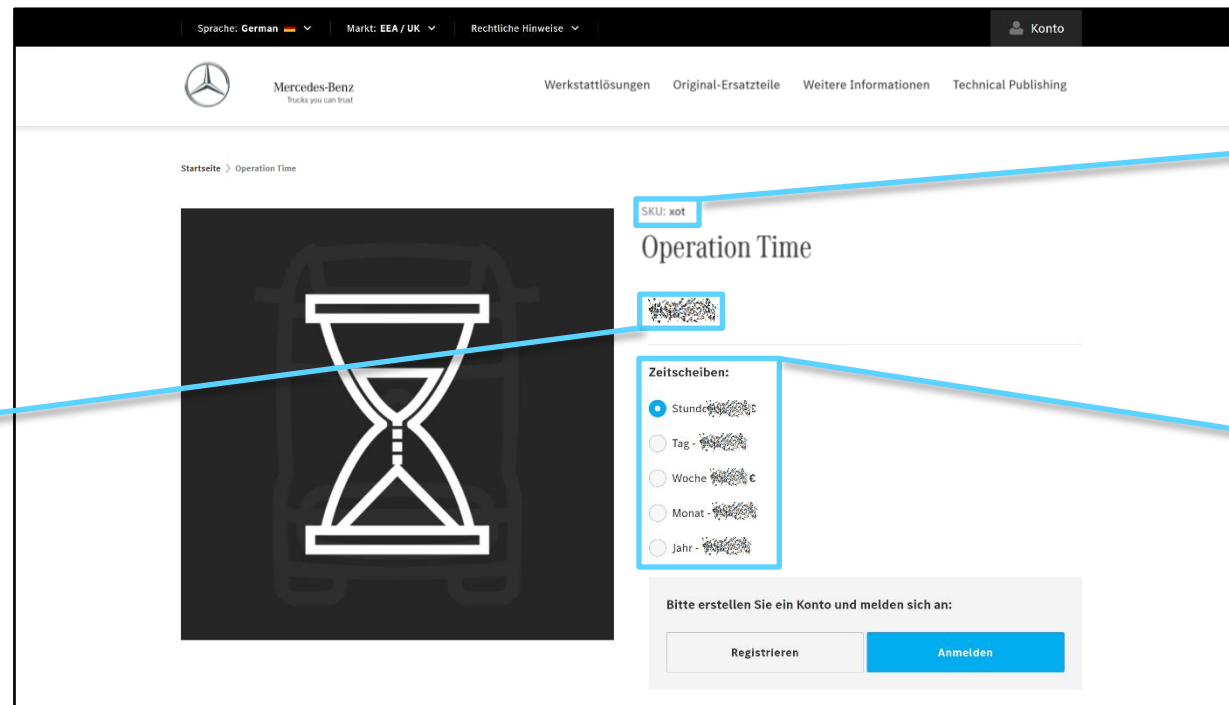 Sprache: German Markt: EEA / UK Rechtliche Hinweise Konto
Mercedes-Benz
Trucks you can trust
Werkstattlösungen Original-Ersatzteile Weitere Informationen Technical Publishing
Startseite > Operation Time
SKU: xot
Operation Time
Zeitscheiben:
Stunde €
Tag -
Woche €
Monat -
Jahr -
Bitte erstellen Sie ein Konto und melden sich an:
Registrieren Anmelden